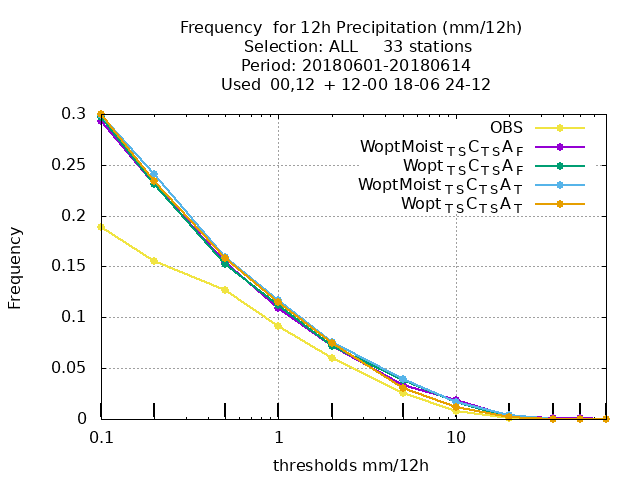 Frequency  for 12h Precipitation (mm/12h)
Selection: ALL     33 stations
Period: 20180601-20180614
Used  00,12  + 12-00 18-06 24-12
0.3
0.25
0.2
0.15
0.1
0.05
0
Frequency
OBS
WoptMoist TS C TS A F
Wopt TS C TS A F
WoptMoist TS C TS A T
Wopt TS C TS A T
0.1 1 10
thresholds mm/12h